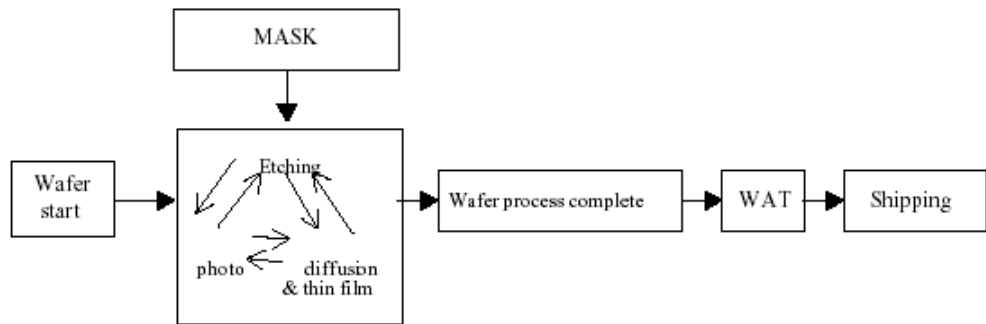 MASK
Wafer
start
Etching
photo
diffusion
& thin film
Wafer process complete
WAT
Shipping